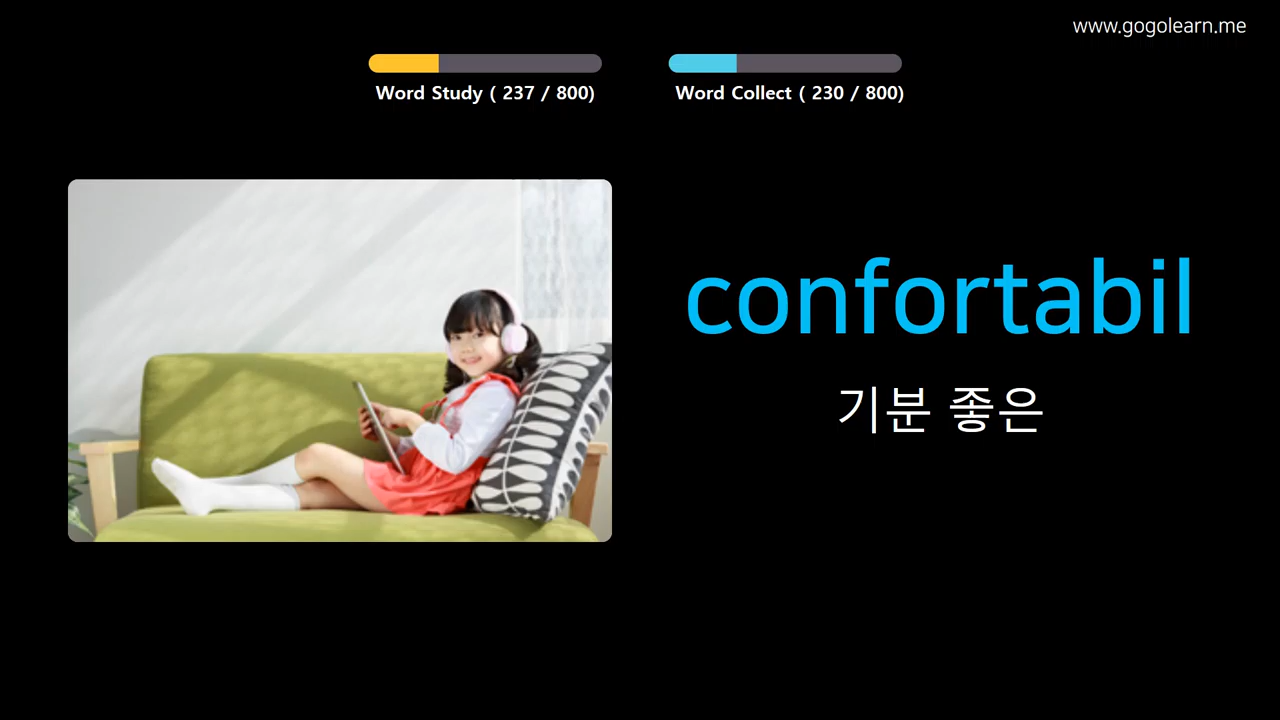 www.gogolearn.me
Word Study ( 237 / 800)
Word Collect ( 230 / 800)
confortabil
기분 좋은